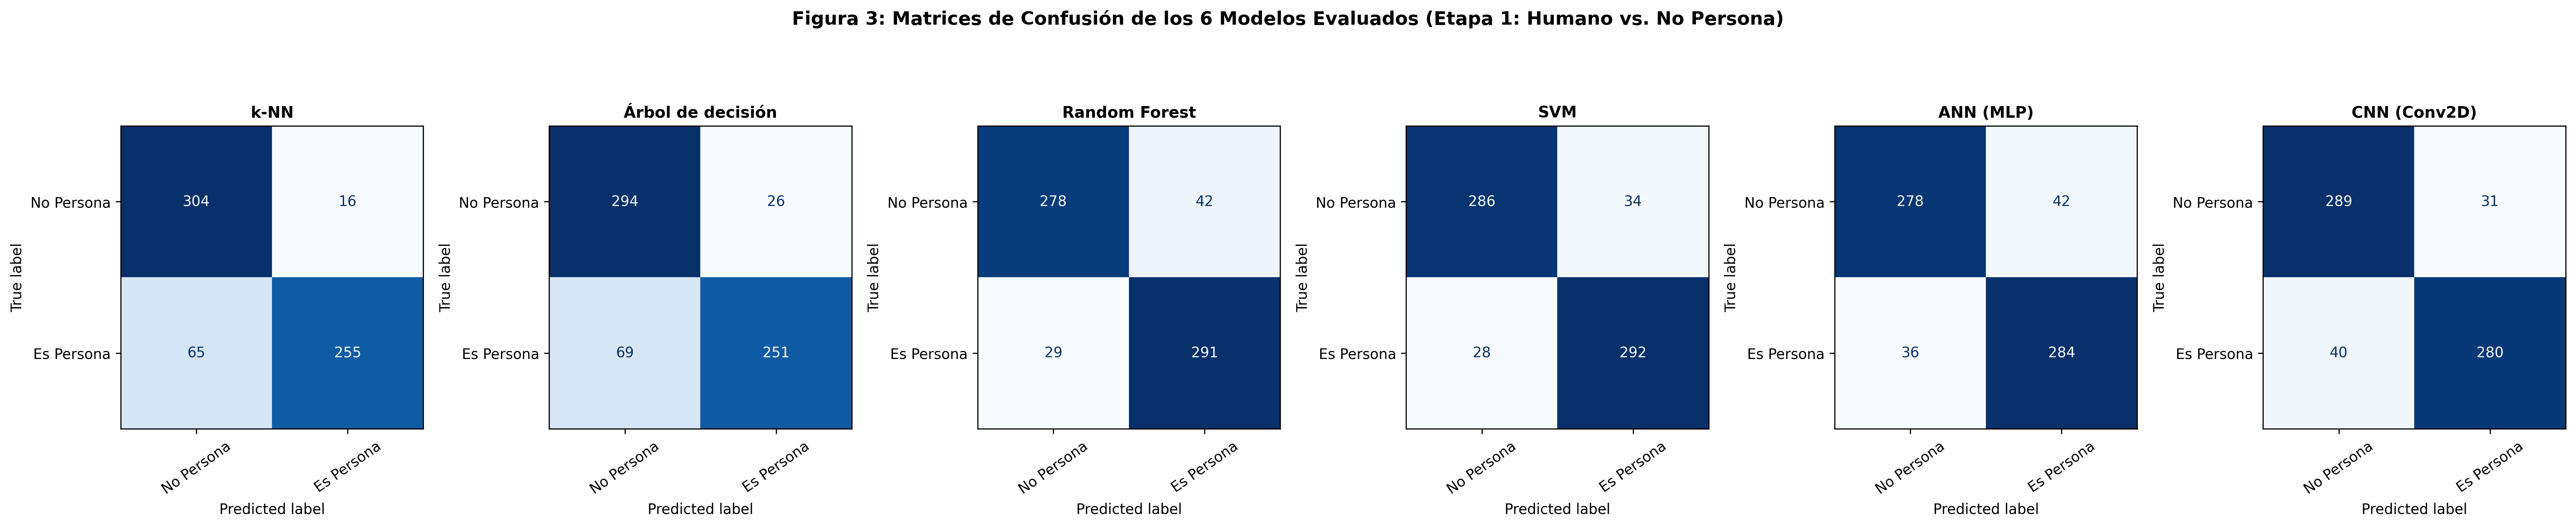 Figura 3: Matrices de Confusión de los 6 Modelos Evaluados (Etapa 1: Humano vs. No Persona)
k-NN
True label
No Persona
304
16
Es Persona
65
255
No Persona
Es Persona
Predicted label
Árbol de decisión
True label
No Persona
294
26
Es Persona
69
251
No Persona
Es Persona
Predicted label
Random Forest
True label
No Persona
278
42
Es Persona
29
291
No Persona
Es Persona
Predicted label
SVM
True label
No Persona
286
34
Es Persona
28
292
No Persona
Es Persona
Predicted label
ANN (MLP)
True label
No Persona
278
42
Es Persona
36
284
No Persona
Es Persona
Predicted label
CNN (Conv2D)
True label
No Persona
289
31
Es Persona
40
280
No Persona
Es Persona
Predicted label